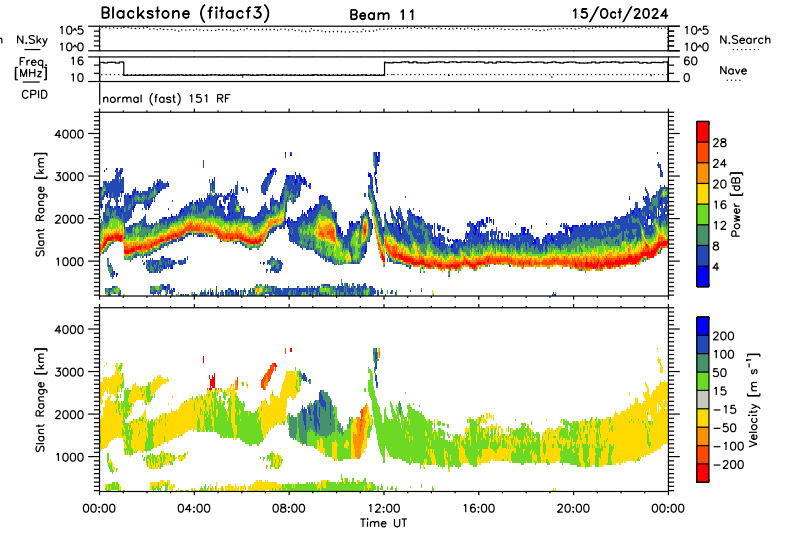 Blackstone (fitacf3) Beam 11 15/Oct/2024
N.Sky 10^5 10^0 10^5 10^0 N.Search
Freq. [MHz] 16 10 60 0 Nave
CPID normal (fast) 151 RF
Slant Range [km] 4000 3000 2000 1000
Power [dB] 28 24 20 16 12 8 4
Slant Range [km] 4000 3000 2000 1000
Velocity [m s^-1] 200 100 50 15 -15 -50 -100 -200
00:00 04:00 08:00 12:00 16:00 20:00 00:00
Time UT